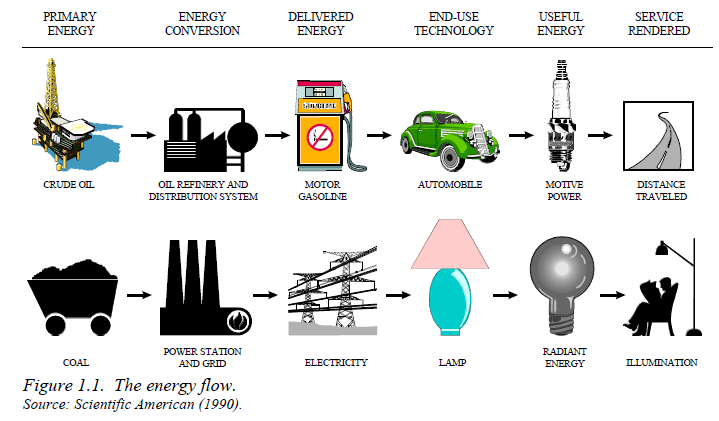 PRIMARY ENERGY CONVERSION DELIVERED END-USE USEFUL SERVICE
ENERGY CONVERSION ENERGY TECHNOLOGY ENERGY RENDERED
SUPREME
CRUDE OIL OIL REFINERY AND MOTOR AUTOMOBILE MOTIVE DISTANCE
DISTRIBUTION SYSTEM GASOLINE POWER TRAVELED
COAL POWER STATION ELECTRICITY LAMP RADIANT ILLUMINATION
AND GRID ENERGY
Figure 1.1. The energy flow.
Source: Scientific American (1990).